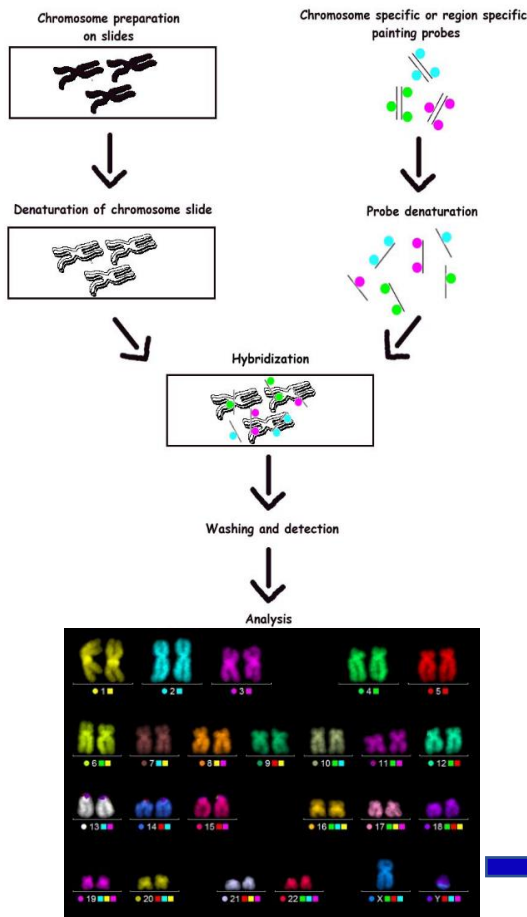 Chromosome preparation
on slides
Chromosome specific or region specific
painting probes
Denaturation of chromosome slide
Probe denaturation
Hybridization
Washing and detection
Analysis
1 2 3 4 5
6 7 8 9 10 11 12
13 14 15 16 17 18
19 20 21 22 X Y